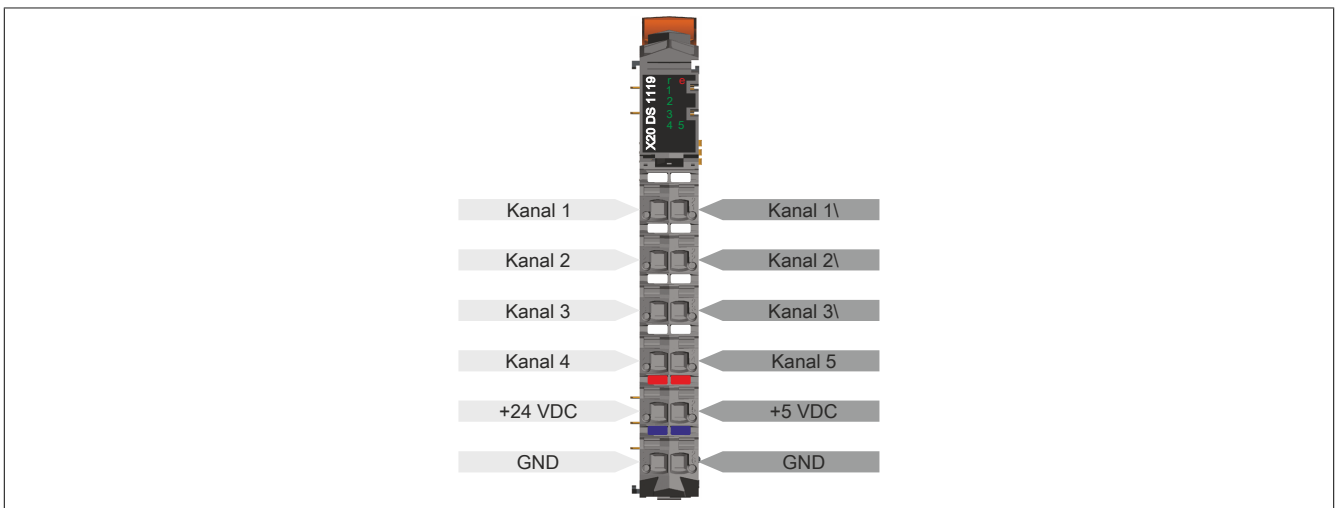 X20 DS 1119
r e
1
2
3
4 5
Kanal 1 Kanal 1\
Kanal 2 Kanal 2\
Kanal 3 Kanal 3\
Kanal 4 Kanal 5
+24 VDC +5 VDC
GND GND